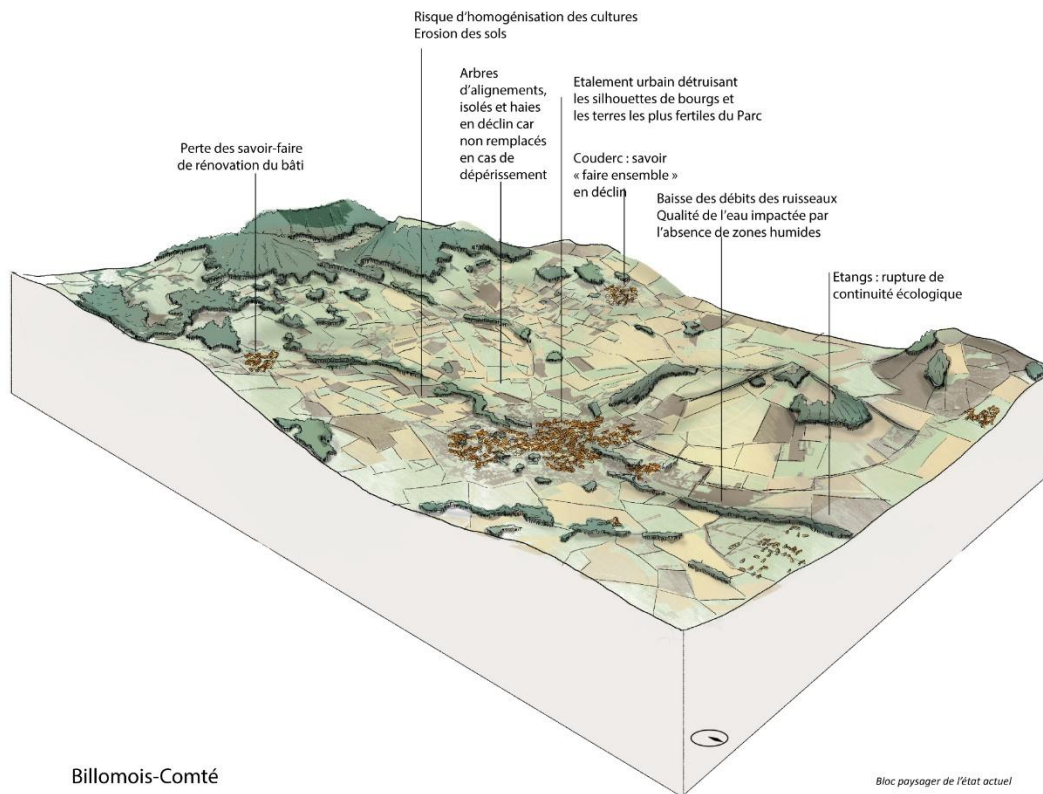 Risque d’homogénisation des cultures
Erosion des sols
Arbres
d’alignements,
isolés et haies
en déclin car
non remplacés
en cas de
dépérissement
Etalement urbain détruisant
les silhouettes de bourgs et
les terres les plus fertiles du Parc
Perte des savoir-faire
de rénovation du bâti
Couderc : savoir
« faire ensemble »
en déclin
Baisse des débits des ruisseaux
Qualité de l’eau impactée par
l’absence de zones humides
Etangs : rupture de
continuité écologique
Billomois-Comté
Bloc paysager de l’état actuel